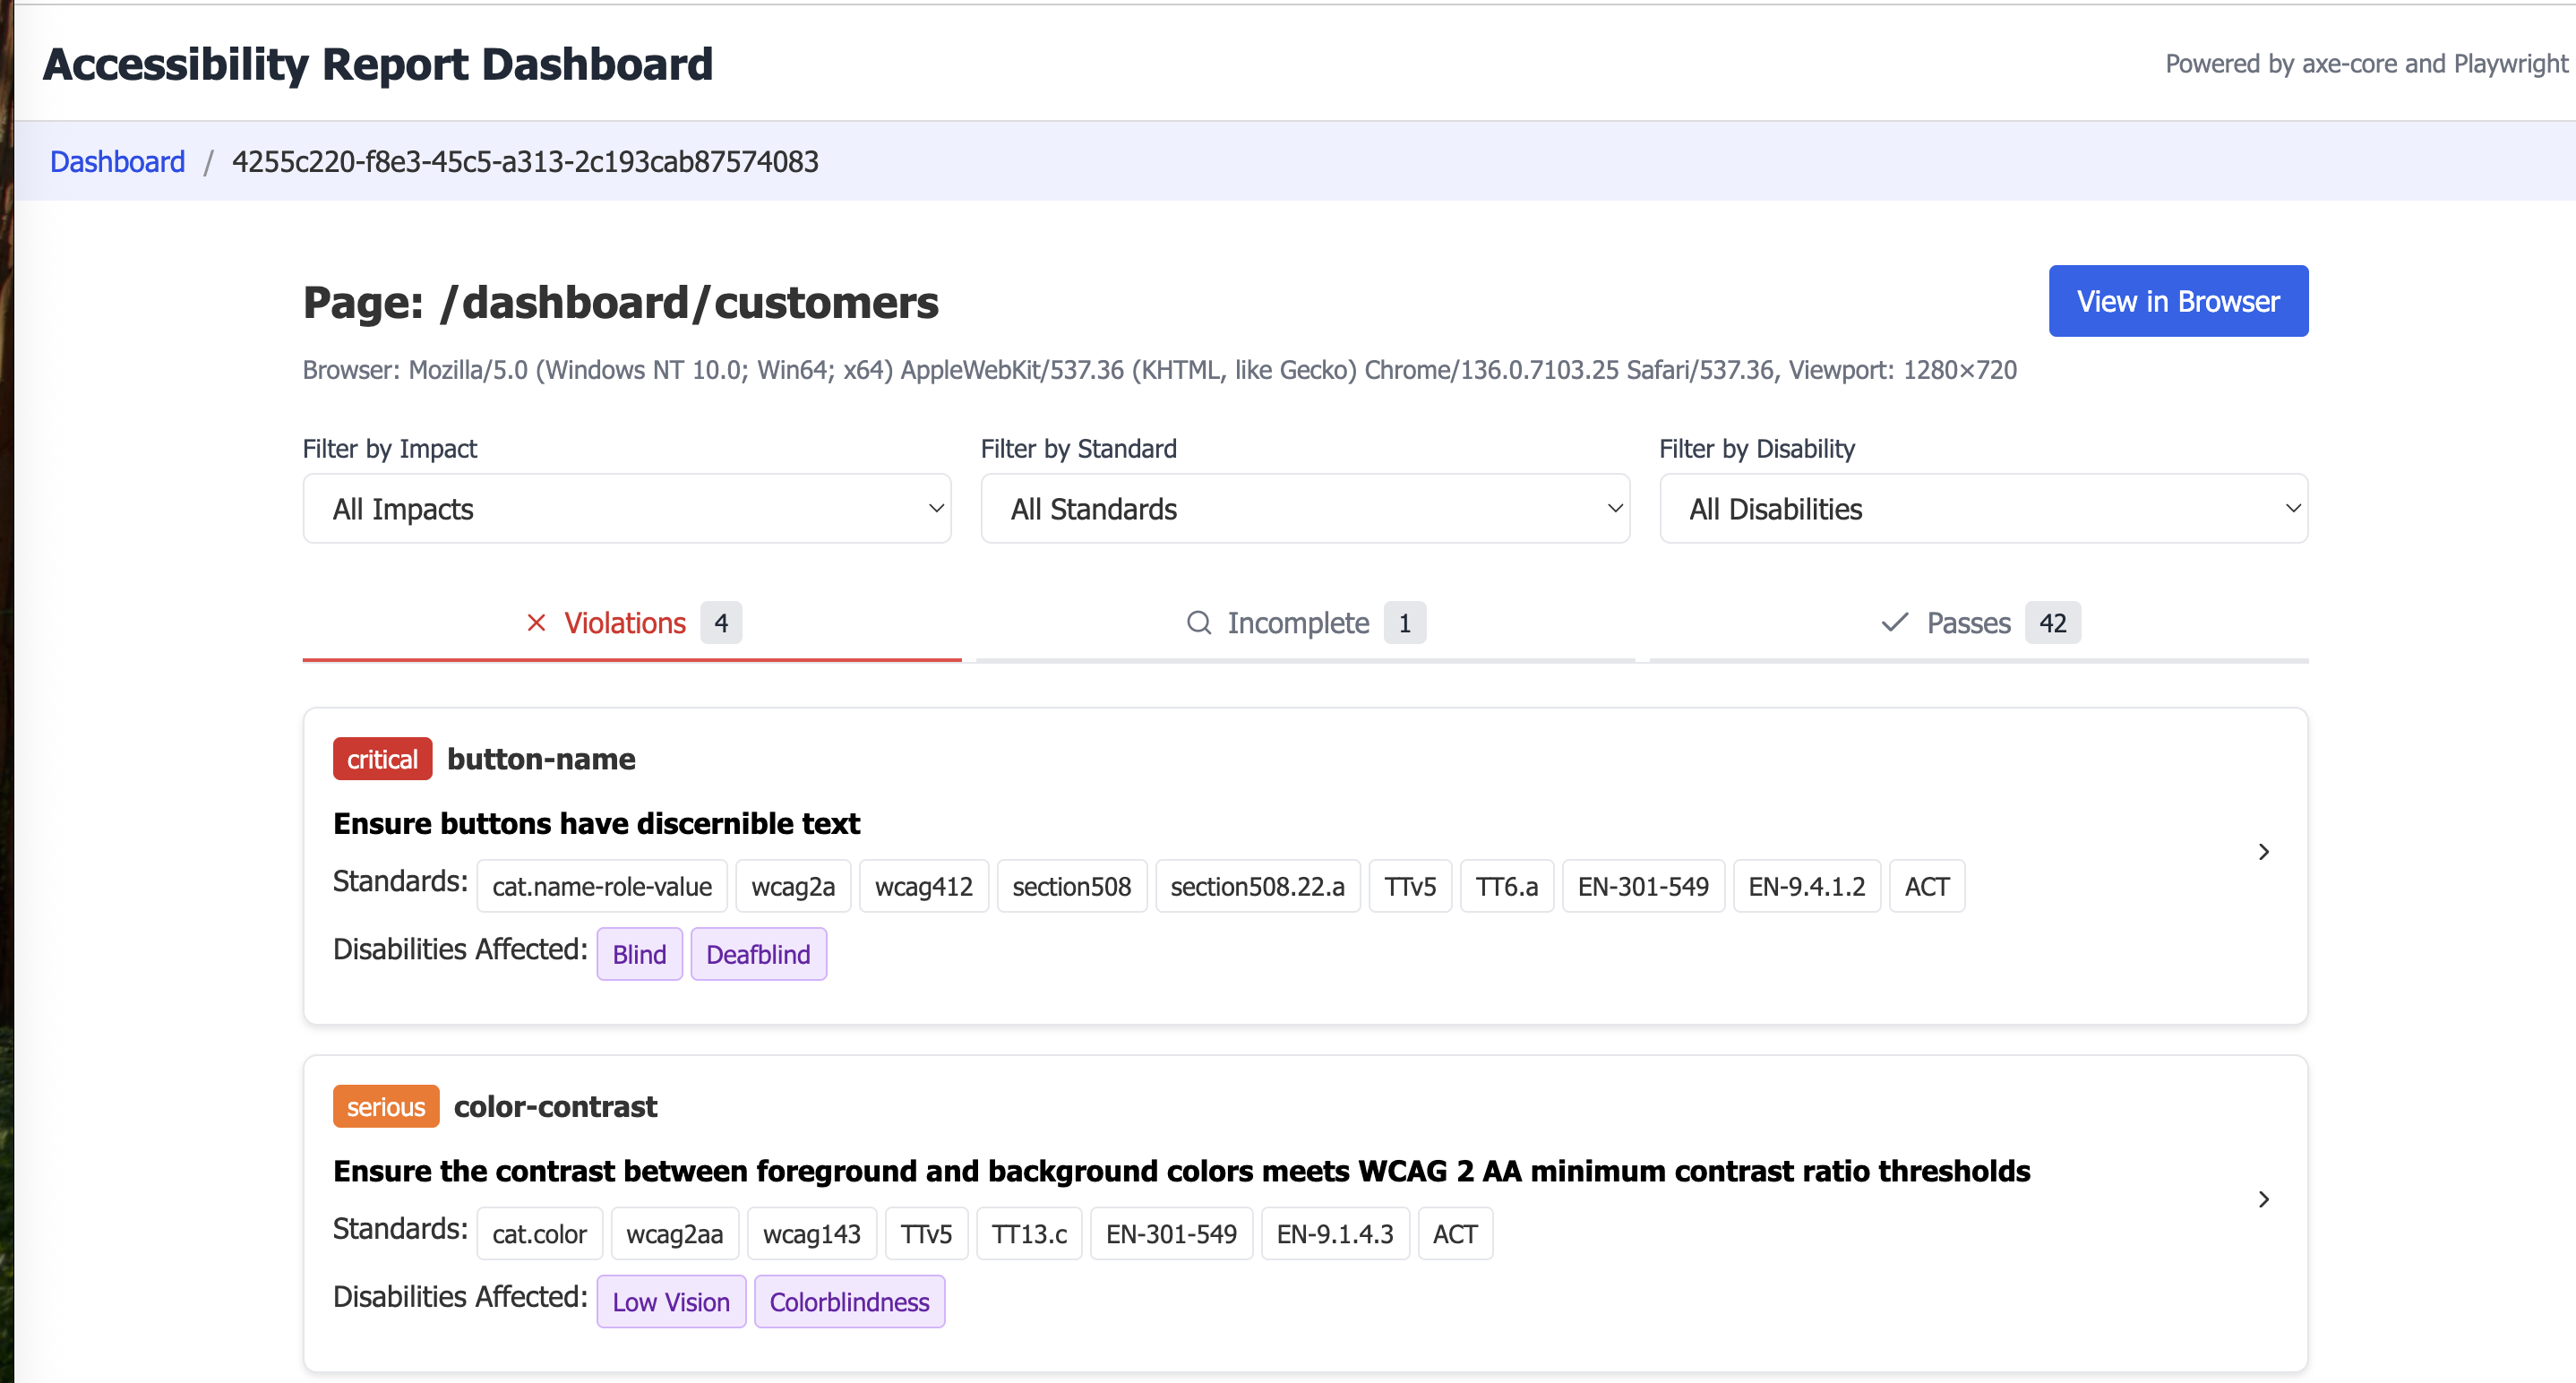 Accessibility Report Dashboard
Powered by axe-core and Playwright
Dashboard / 4255c220-f8e3-45c5-a313-2c193cab87574083
Page: /dashboard/customers
View in Browser
Browser: Mozilla/5.0 (Windows NT 10.0; Win64; x64) AppleWebKit/537.36 (KHTML, like Gecko) Chrome/136.0.7103.25 Safari/537.36, Viewport: 1280×720
Filter by Impact
All Impacts
Filter by Standard
All Standards
Filter by Disability
All Disabilities
Violations 4
Incomplete 1
Passes 42
critical button-name
Ensure buttons have discernible text
Standards: cat.name-role-value wcag2a wcag412 section508 section508.22.a TTv5 TT6.a EN-301-549 EN-9.4.1.2 ACT
Disabilities Affected: Blind Deafblind
serious color-contrast
Ensure the contrast between foreground and background colors meets WCAG 2 AA minimum contrast ratio thresholds
Standards: cat.color wcag2aa wcag143 TTv5 TT13.c EN-301-549 EN-9.1.4.3 ACT
Disabilities Affected: Low Vision Colorblindness